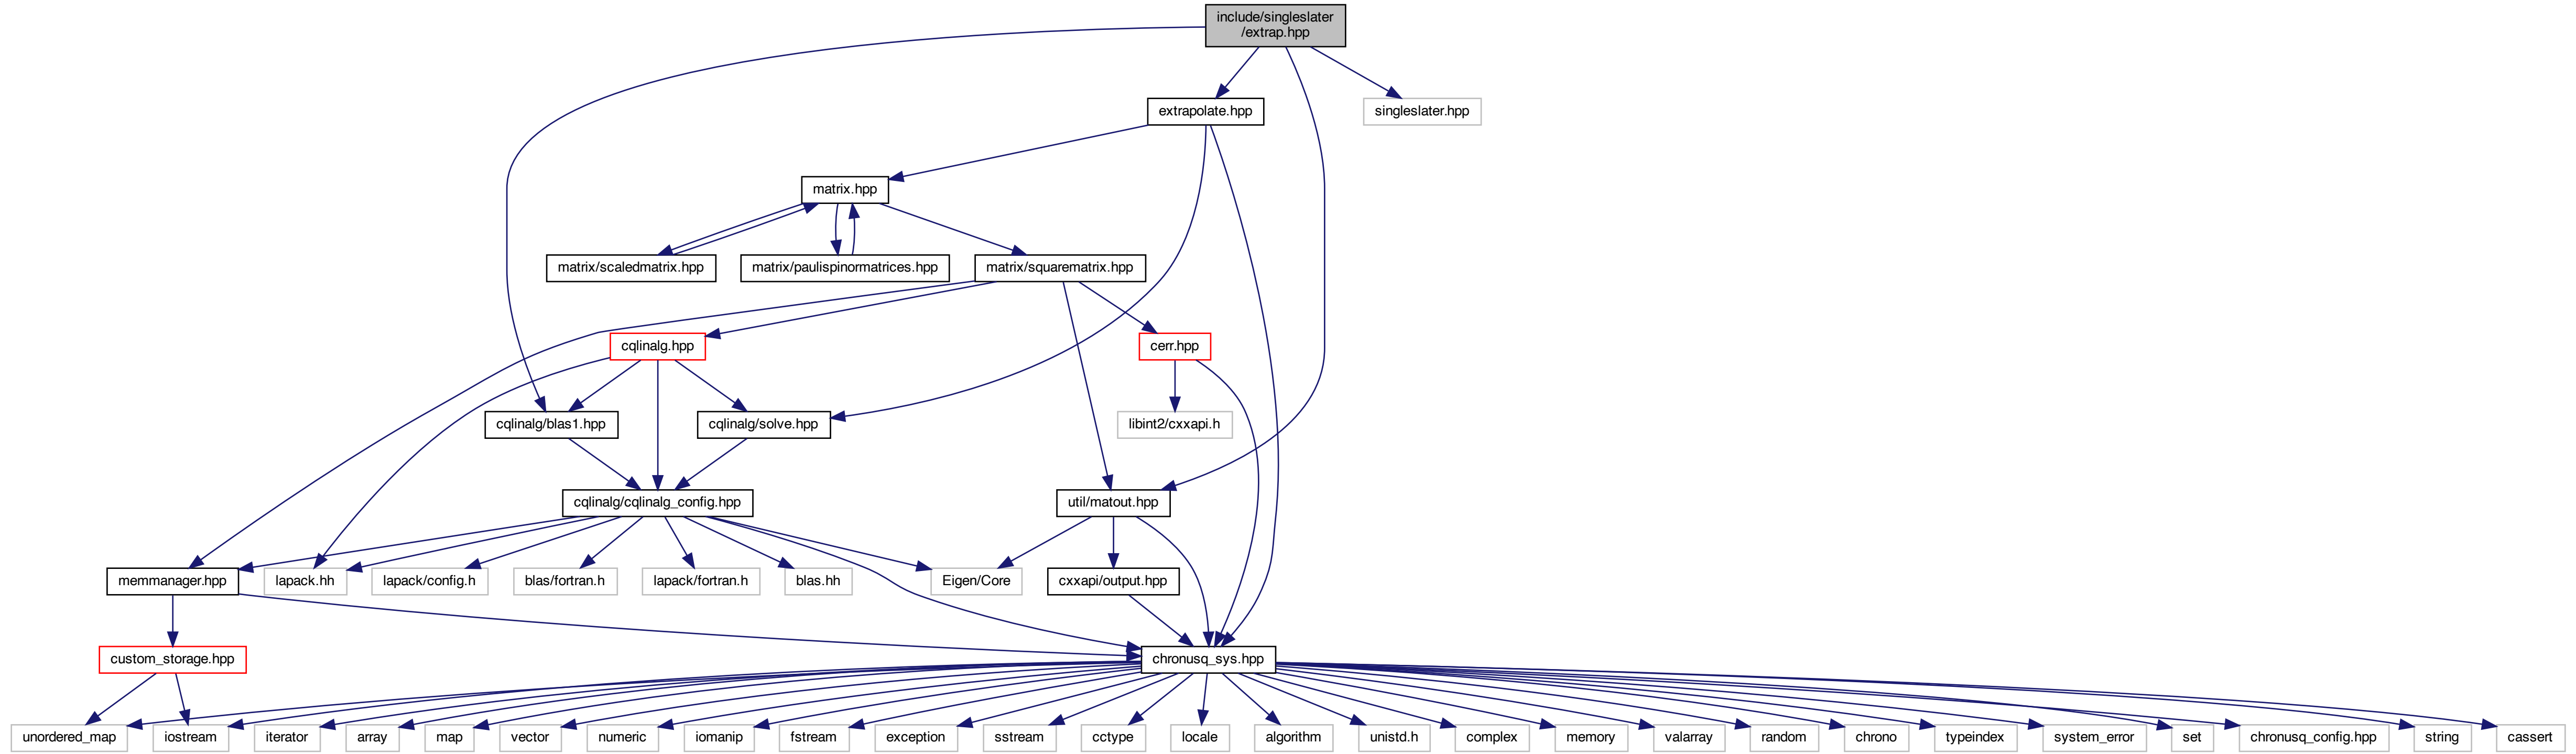 include/singleslater
/extrap.hpp
extrapolate.hpp
singleslater.hpp
matrix.hpp
matrix/scaledmatrix.hpp
matrix/paulispinormatrices.hpp
matrix/squarematrix.hpp
cqlinalg.hpp
cerr.hpp
cqlinalg/blas1.hpp
cqlinalg/solve.hpp
libint2/cxxapi.h
cqlinalg/cqlinalg_config.hpp
util/matout.hpp
memmanager.hpp
lapack.hh
lapack/config.h
blas/fortran.h
lapack/fortran.h
blas.hh
Eigen/Core
cxxapi/output.hpp
custom_storage.hpp
chronusq_sys.hpp
unordered_map
iostream
iterator
array
map
vector
numeric
iomanip
fstream
exception
sstream
cctype
locale
algorithm
unistd.h
complex
memory
valarray
random
chrono
typeindex
system_error
set
chronusq_config.hpp
string
cassert